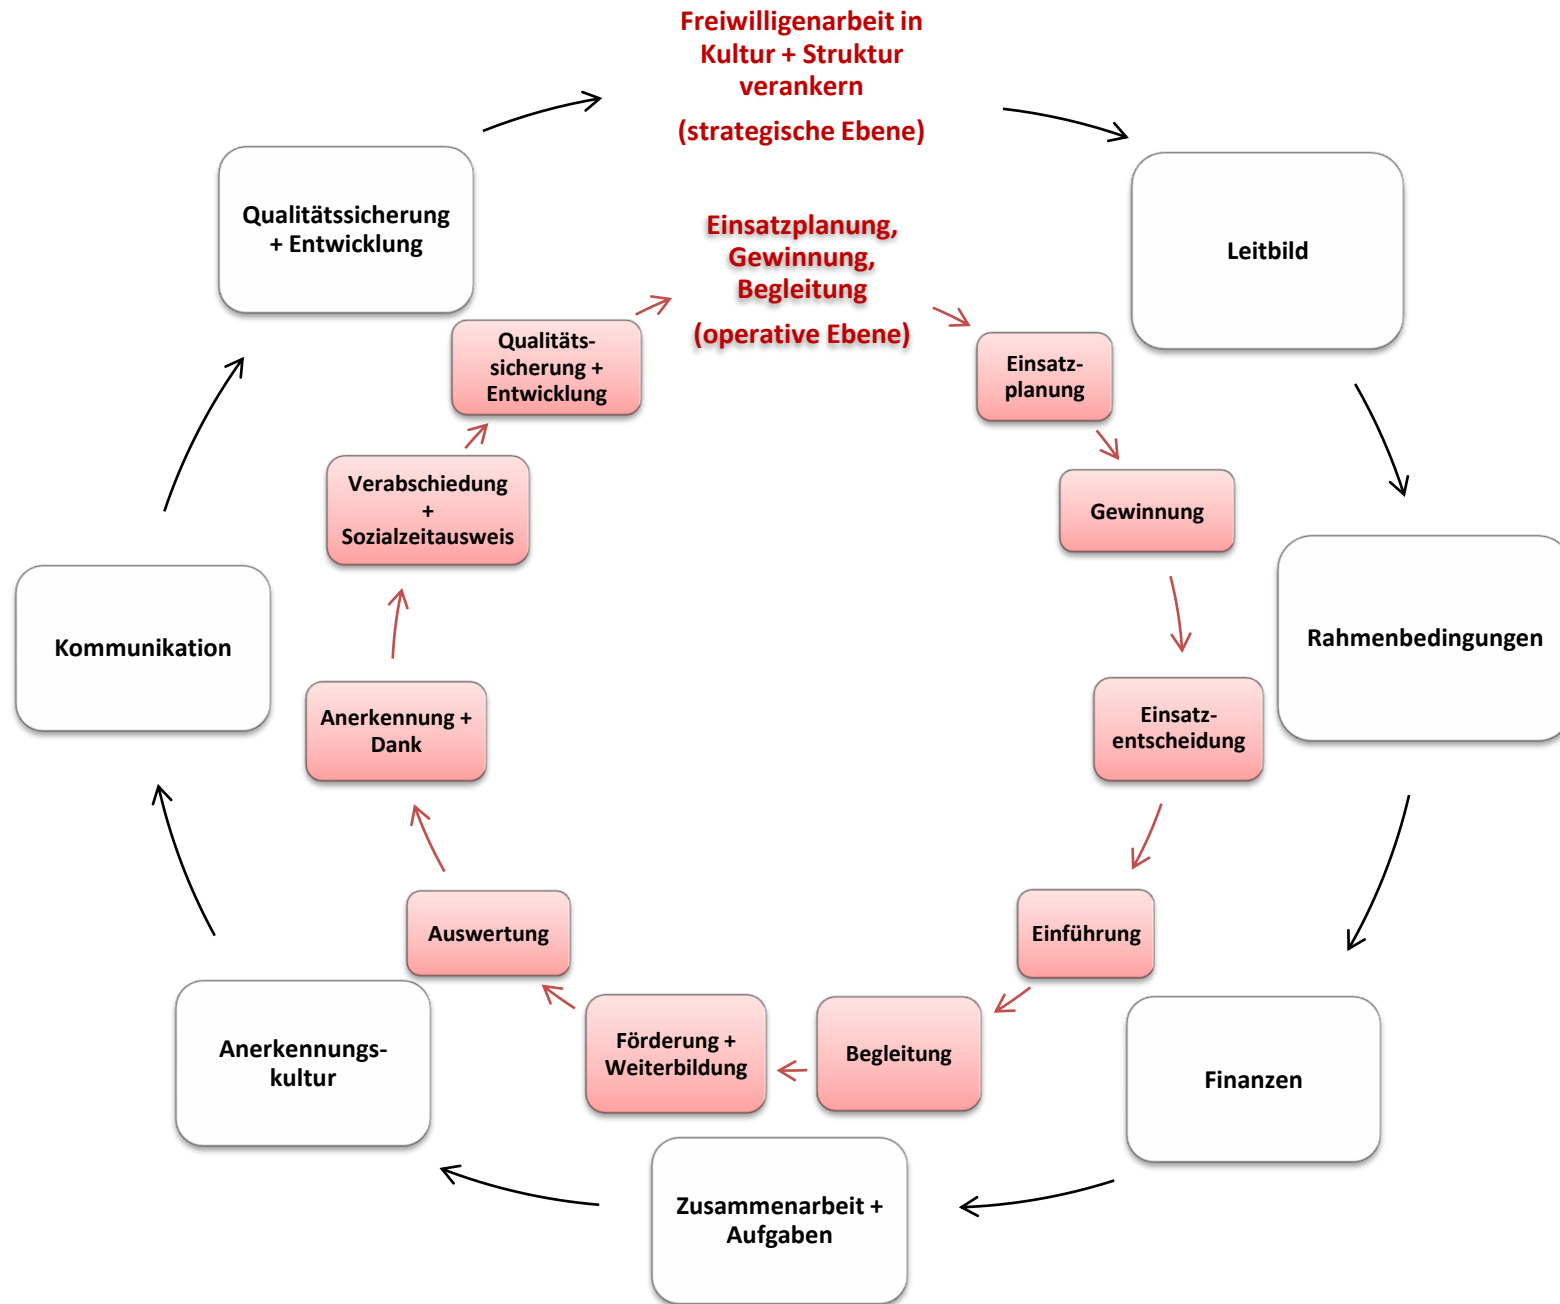 Freiwilligenarbeit in
Kultur + Struktur
verankern
(strategische Ebene)
Leitbild
Rahmenbedingungen
Finanzen
Zusammenarbeit +
Aufgaben
Anerkennungs-
kultur
Kommunikation
Qualitätssicherung
+ Entwicklung
Einsatzplanung,
Gewinnung,
Begleitung
(operative Ebene)
Einsatz-
planung
Gewinnung
Einsatz-
entscheidung
Einführung
Begleitung
Förderung +
Weiterbildung
Auswertung
Anerkennung +
Dank
Verabschiedung
+
Sozialzeitausweis
Qualitäts-
sicherung +
Entwicklung